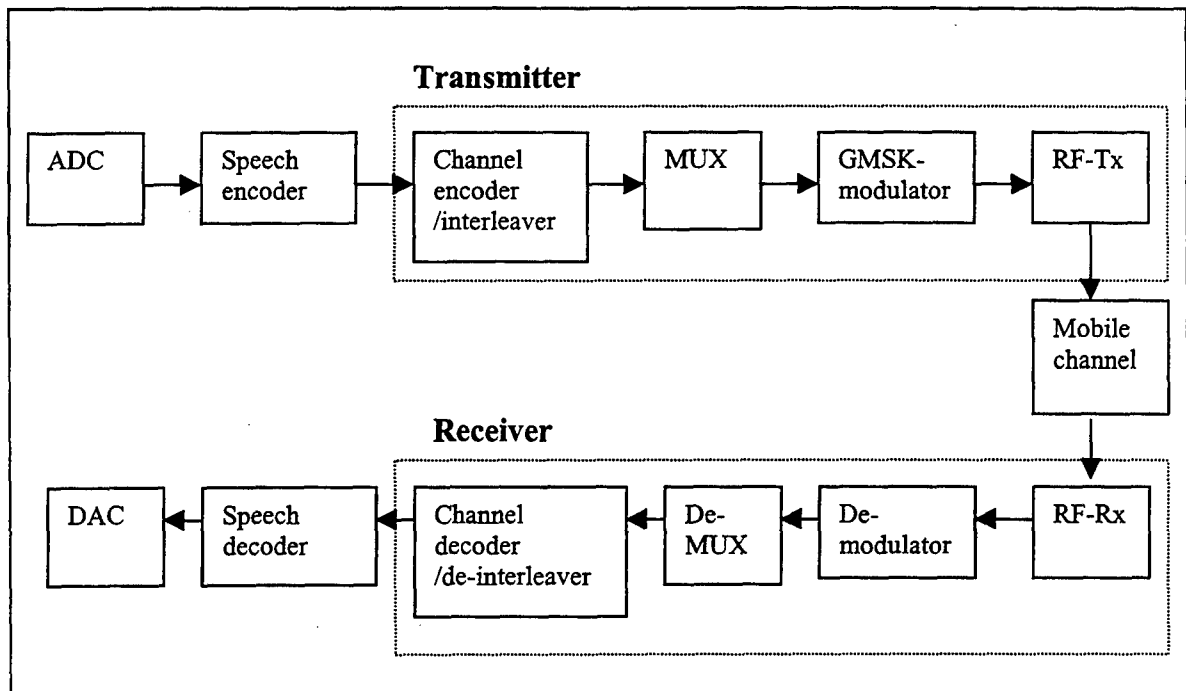 Transmitter
ADC
Speech
encoder
Channel
encoder
/interleaver
MUX
GMSK-
modulator
RF-Tx
Mobile
channel
Receiver
DAC
Speech
decoder
Channel
decoder
/de-interleaver
De-
MUX
De-
modulator
RF-Rx